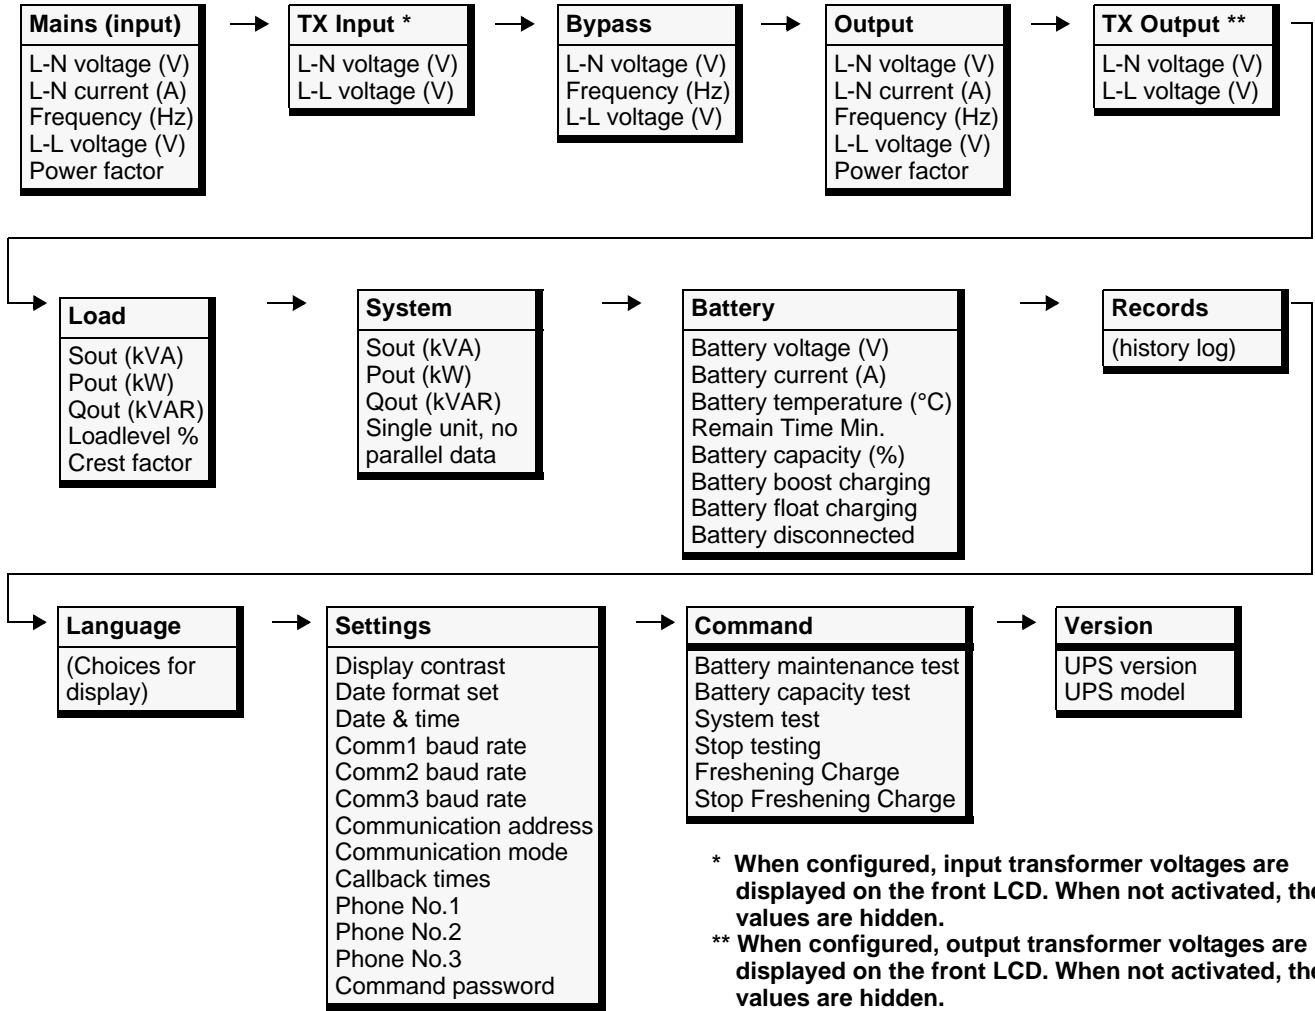 Mains (input)
L-N voltage (V)
L-N current (A)
Frequency (Hz)
L-L voltage (V)
Power factor
TX Input *
L-N voltage (V)
L-L voltage (V)
Bypass
L-N voltage (V)
Frequency (Hz)
L-L voltage (V)
Output
L-N voltage (V)
L-N current (A)
Frequency (Hz)
L-L voltage (V)
Power factor
TX Output **
L-N voltage (V)
L-L voltage (V)
Load
Sout (kVA)
Pout (kW)
Qout (kVAR)
Loadlevel %
Crest factor
System
Sout (kVA)
Pout (kW)
Qout (kVAR)
Single unit, no
parallel data
Battery
Battery voltage (V)
Battery current (A)
Battery temperature (°C)
Remain Time Min.
Battery capacity (%)
Battery boost charging
Battery float charging
Battery disconnected
Records
(history log)
Language
(Choices for
display)
Settings
Display contrast
Date format set
Date & time
Comm1 baud rate
Comm2 baud rate
Comm3 baud rate
Communication address
Communication mode
Callback times
Phone No.1
Phone No.2
Phone No.3
Command password
Command
Battery maintenance test
Battery capacity test
System test
Stop testing
Freshening Charge
Stop Freshening Charge
Version
UPS version
UPS model
* When configured, input transformer voltages are
displayed on the front LCD. When not activated, the
values are hidden.
** When configured, output transformer voltages are
displayed on the front LCD. When not activated, the
values are hidden.